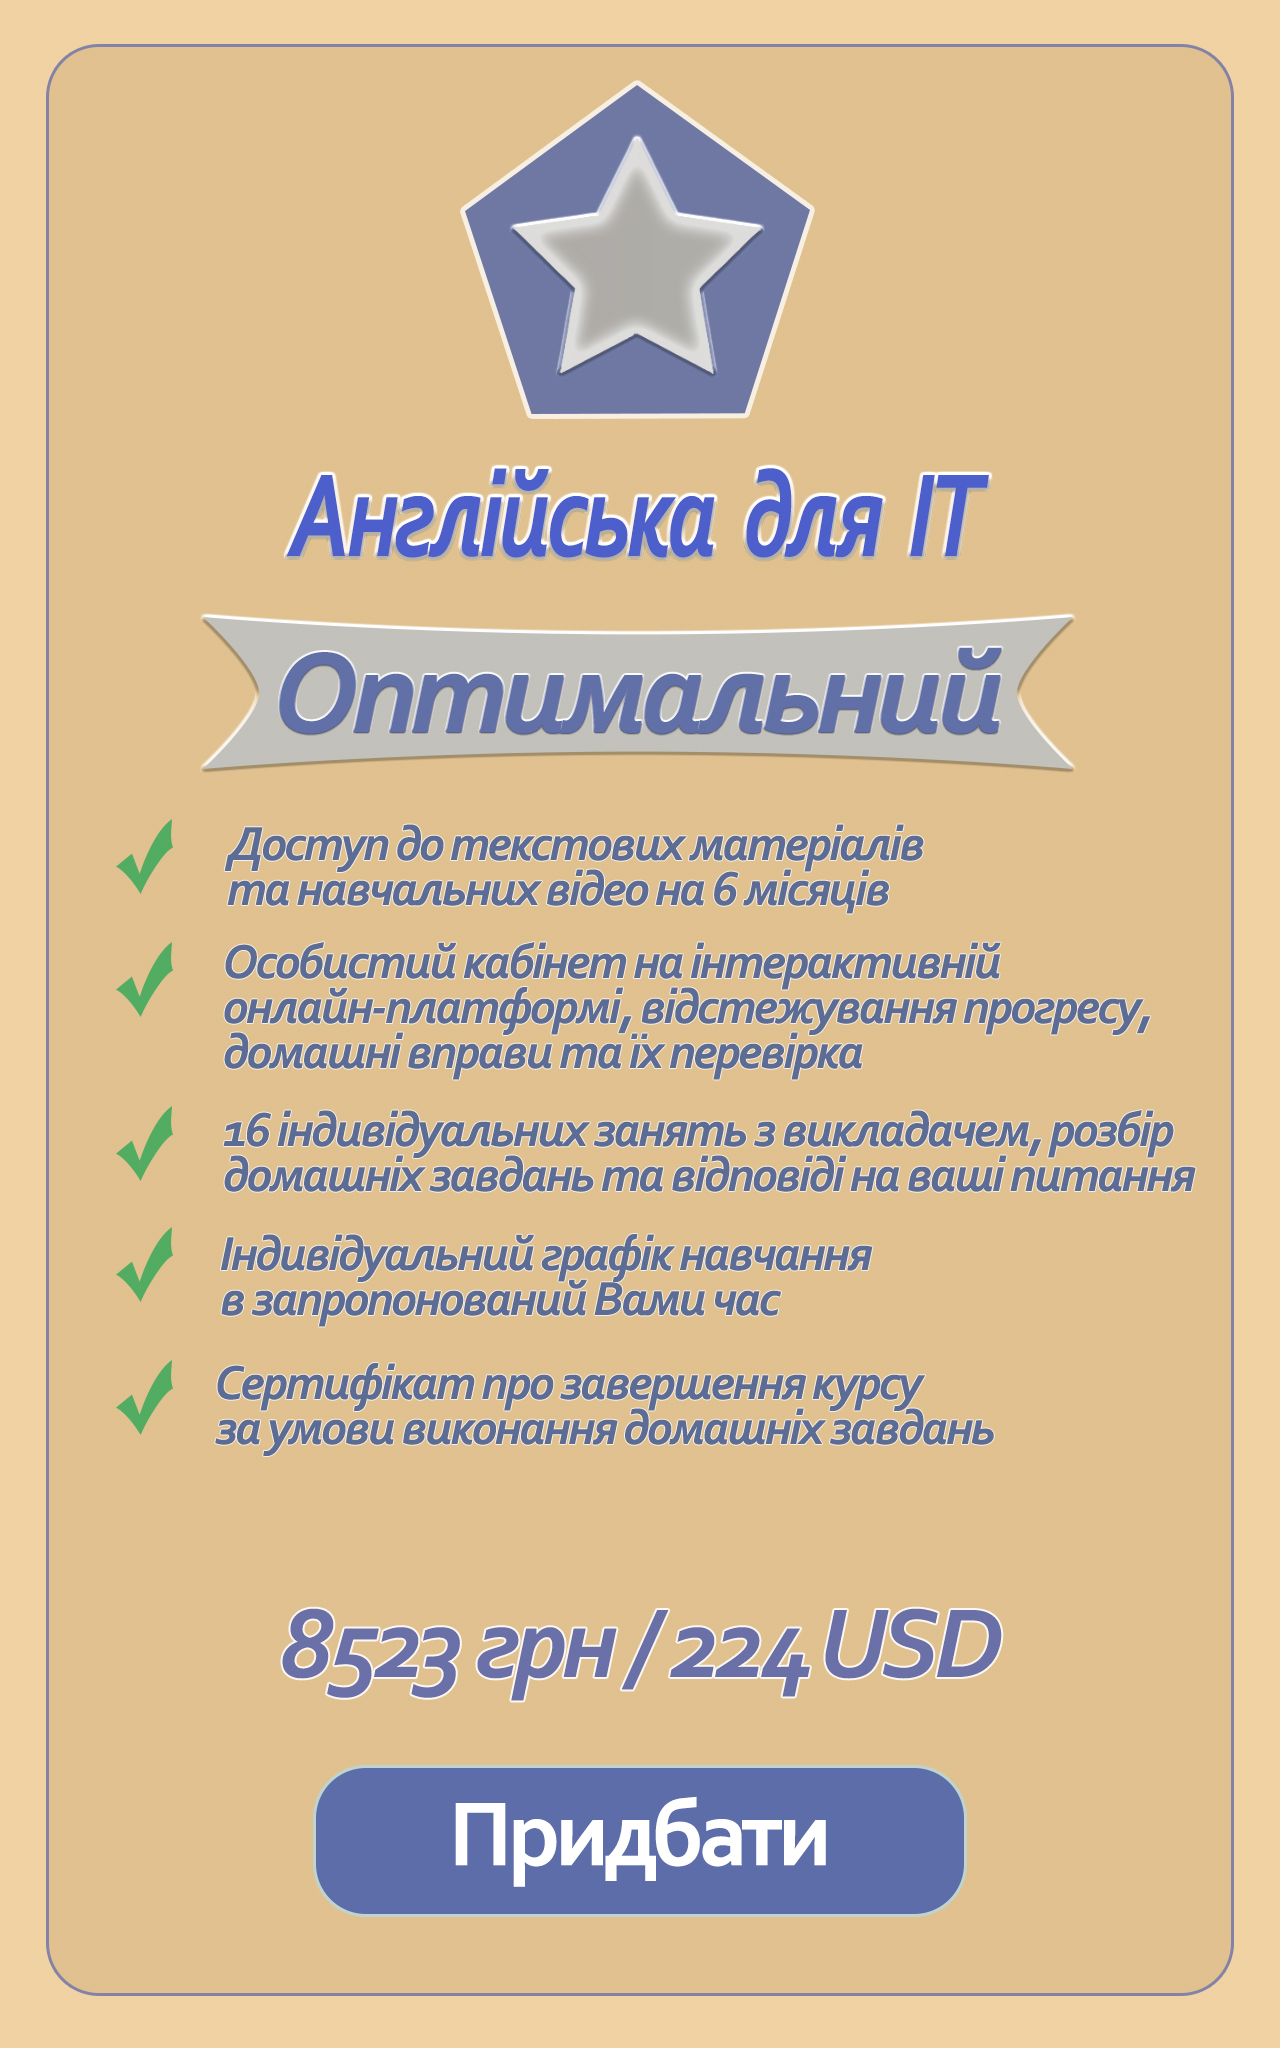 Англійська для ІТ
Оптимальний
Доступ до текстових матеріалів
та навчальних відео на 6 місяців
Особистий кабінет на інтерактивній
онлайн-платформі, відстежування прогресу,
домашні вправи та їх перевірка
16 індивідуальних занять з викладачем, розбір
домашніх завдань та відповіді на ваші питання
Індивідуальний графік навчання
в запропонований Вами час
Сертифікат про завершення курсу
за умови виконання домашніх завдань
8523 грн / 224 USD
Придбати